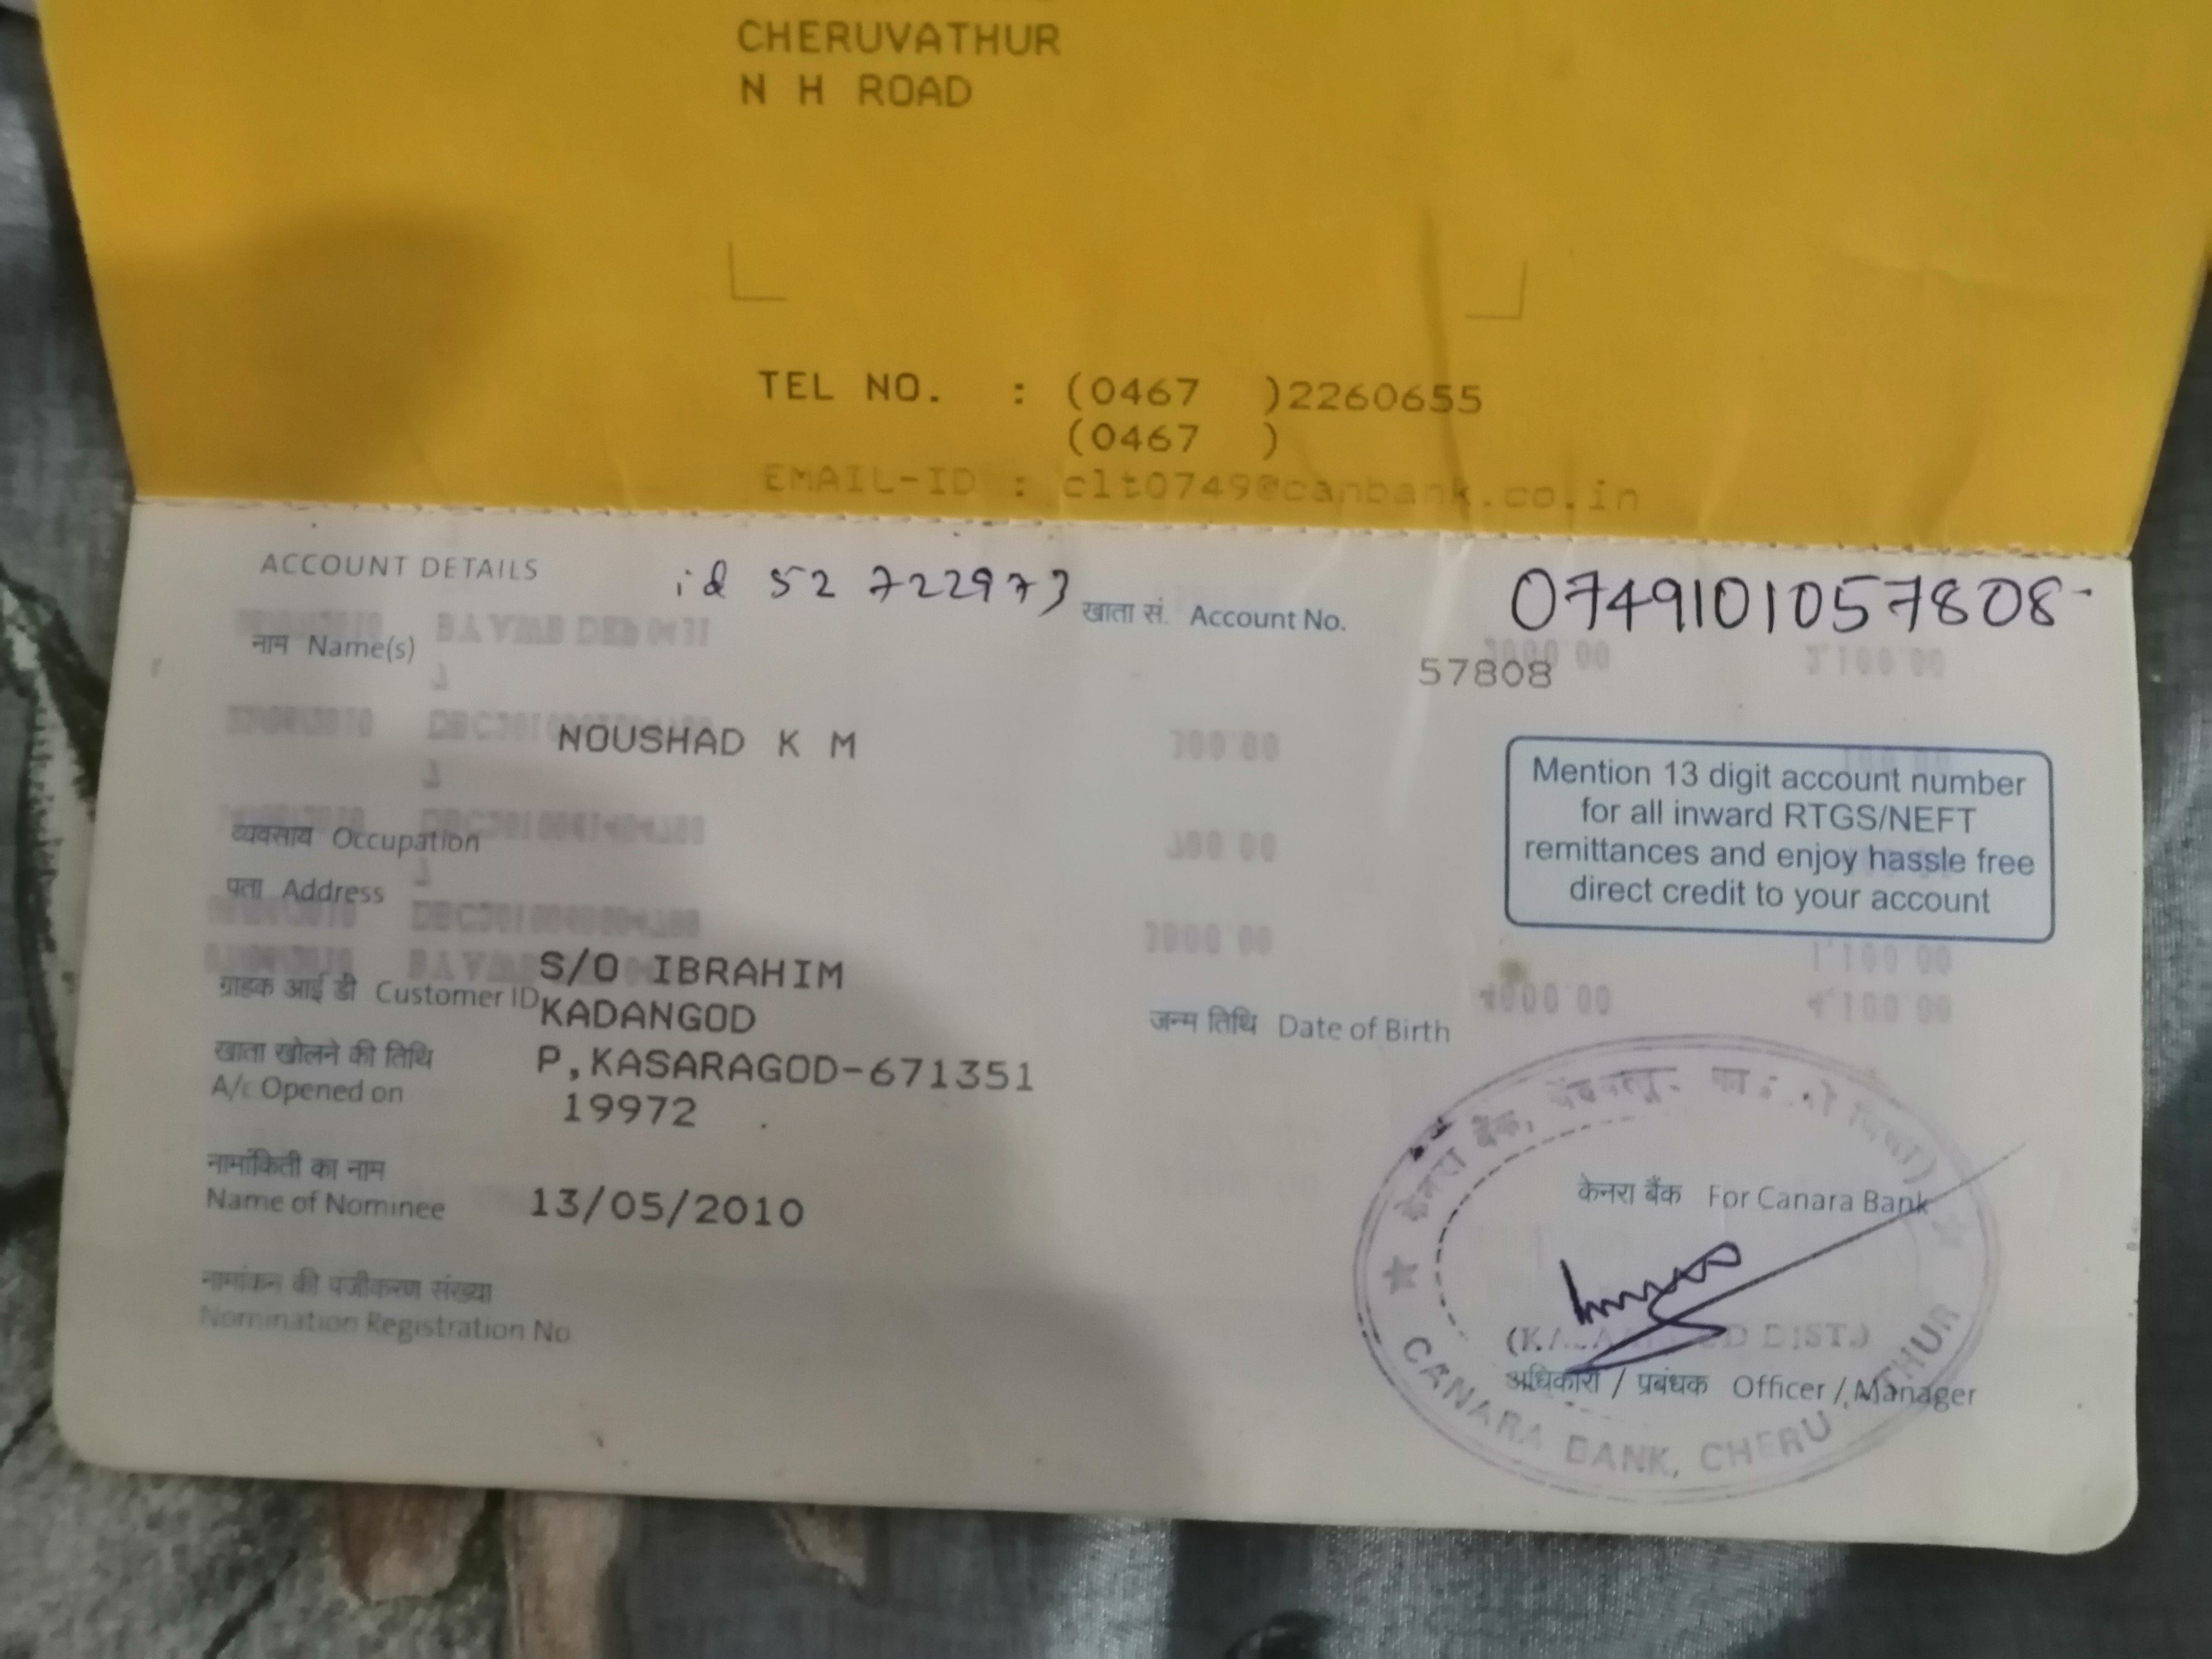 CHERUVATHUR
N H ROAD
TEL NO. : (0467 )2260655
(0467 )
EMAIL-ID : clt0749@canbank.co.in
ACCOUNT DETAILS
id 52 722973
खाता सं. Account No.
0749101057808
57808
नाम Name(s)
NOUSHAD K M
Mention 13 digit account number
for all inward RTGS/NEFT
remittances and enjoy hassle free
direct credit to your account
व्यवसाय Occupation
पता Address
S/O IBRAHIM
ग्राहक आई डी Customer ID
KADANGOD
जन्म तिथि Date of Birth
खाता खोलने की तिथि
A/c Opened on
P,KASARAGOD-671351
19972
नामांकिती का नाम
Name of Nominee
13/05/2010
नामांकन की पंजीकरण संख्या
Nomination Registration No
केनरा बैंक,
केनरा बैंक For Canara Bank
DIST.)
अधिकारी / प्रबंधक Officer / Manager
CANARA BANK,